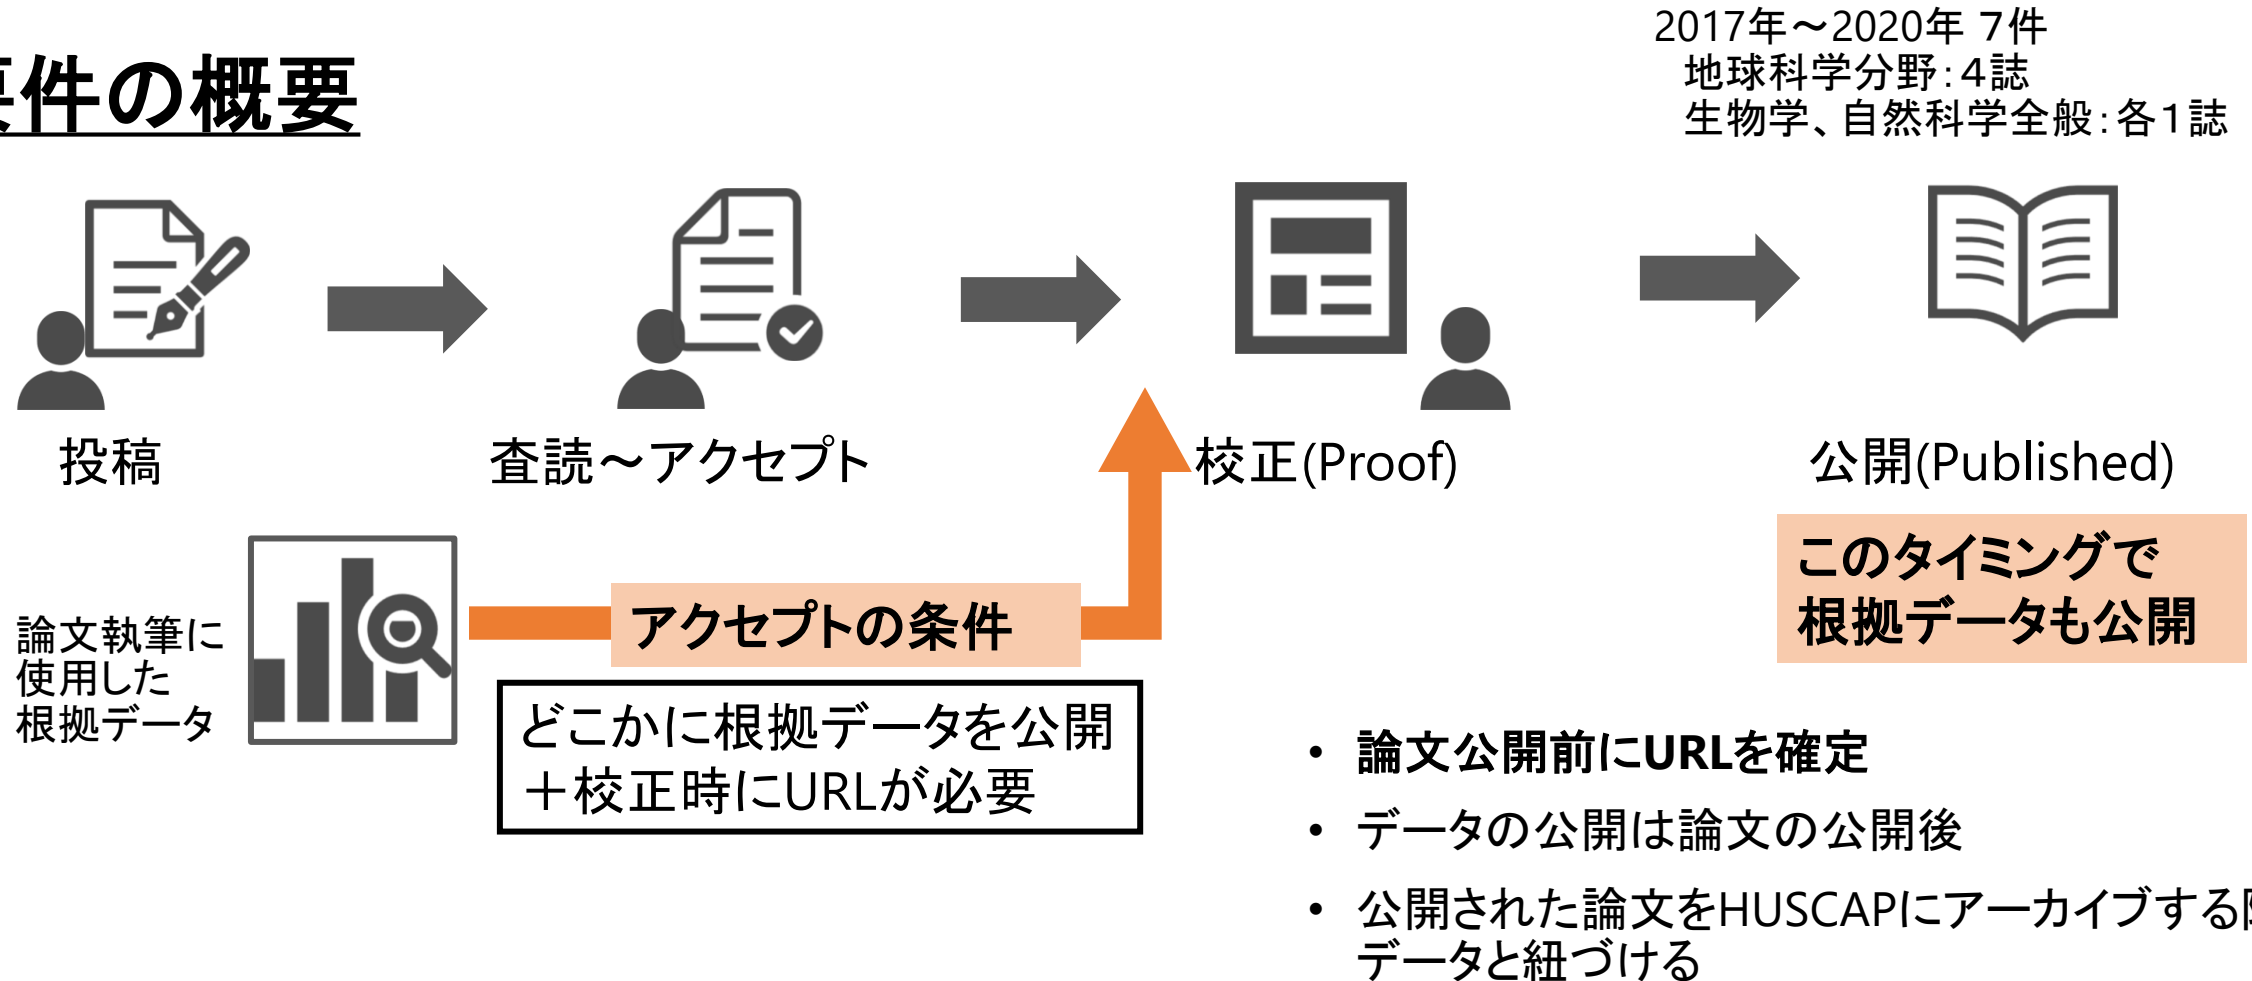 件の概要
2017年～2020年 7件
地球科学分野：4誌
生物学、自然科学全般：各1誌
投稿
査読～アクセプト
校正(Proof)
公開(Published)
このタイミングで
根拠データも公開
論文執筆に
使用した
根拠データ
アクセプトの条件
どこかに根拠データを公開
＋校正時にURLが必要
• 論文公開前にURLを確定
• データの公開は論文の公開後
• 公開された論文をHUSCAPにアーカイブする
データと紐づける